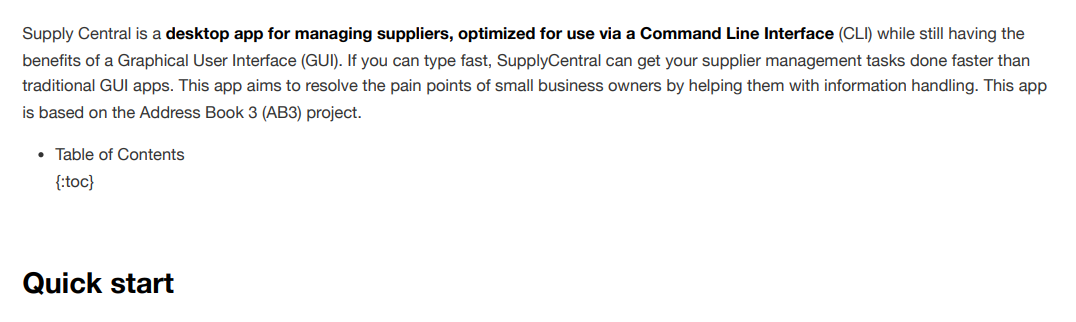 Supply Central is a desktop app for managing suppliers, optimized for use via a Command Line Interface (CLI) while still having the
benefits of a Graphical User Interface (GUI). If you can type fast, SupplyCentral can get your supplier management tasks done faster than
traditional GUI apps. This app aims to resolve the pain points of small business owners by helping them with information handling. This app
is based on the Address Book 3 (AB3) project.
• Table of Contents
{:toc}
Quick start